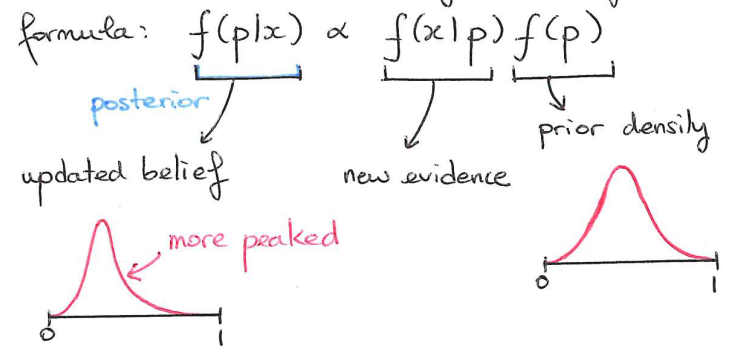 formula: f(p|x) ∝ f(x|p) f(p)
posterior
prior density
updated belief
new evidence
more peaked
0 1
0 1